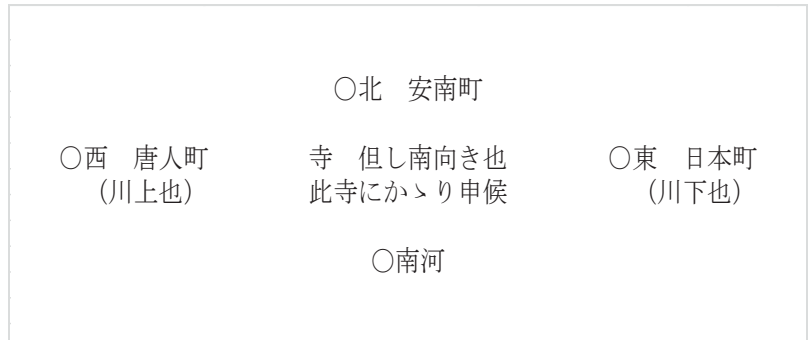 ○北　安南町
○西　唐人町　寺　但し南向き也　○東　日本町
（川上也）　此寺にかゝり申候　（川下也）
○南河